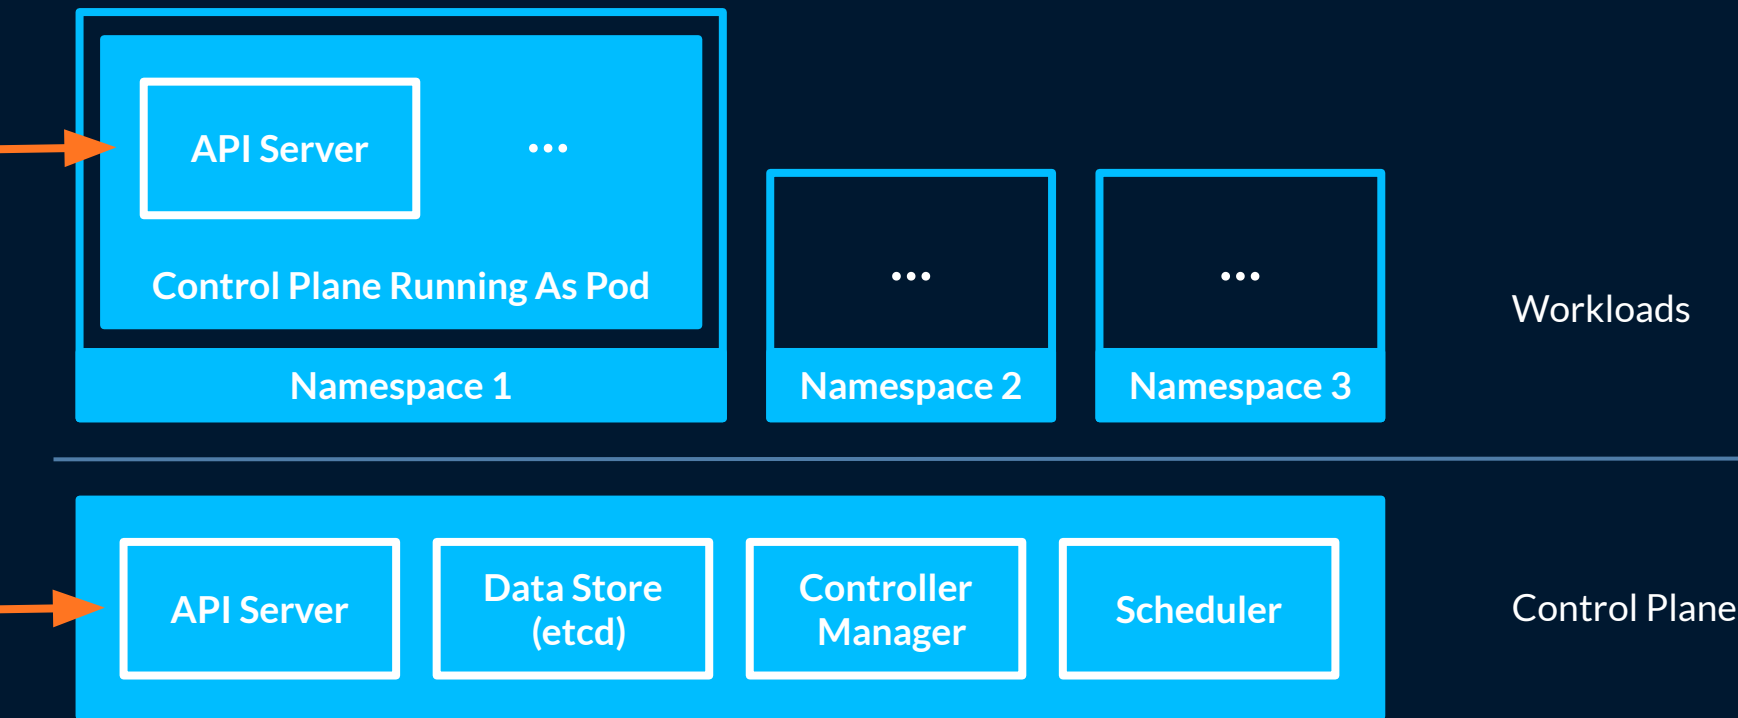 API Server
...
Control Plane Running As Pod
Namespace 1
...
Namespace 2
...
Namespace 3
Workloads
API Server
Data Store
(etcd)
Controller
Manager
Scheduler
Control Plane